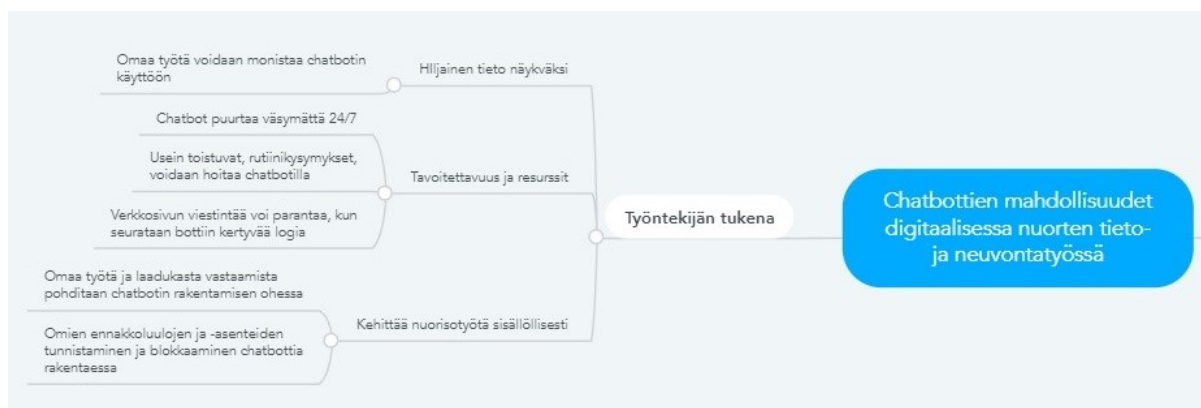 Omaa työtä voidaan monistaa chatbotin
käyttöön
HIljainen tieto näykväksi
Chatbot puurtaa väsymättä 24/7
Usein toistuvat, rutiinikysymykset,
voidaan hoitaa chatbotilla
Tavoitettavuus ja resurssit
Verkkosivun viestintää voi parantaa, kun
seurataan bottiin kertyvää logia
Omaa työtä ja laadukasta vastaamista
pohditaan chatbotin rakentamisen ohessa
Kehittää nuorisotyötä sisällöllisesti
Omien ennakkoluulojen ja -asenteiden
tunnistaminen ja blokkaaminen chatbottia
rakentaessa
Työntekijän tukena
Chatbottien mahdollisuudet
digitaalisessa nuorten tieto-
ja neuvontatyössä